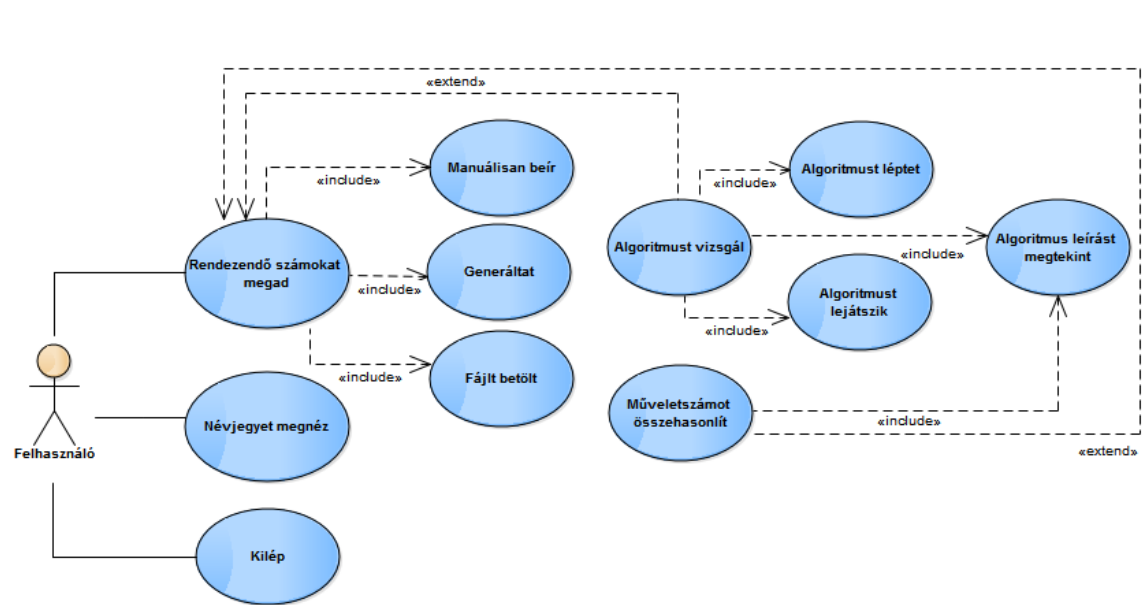 «extend»
Manuálisan beír
«include»
Algoritmust léptet
«include»
Algoritmust vizsgál
Algoritmus leírást
megtekint
«include»
Rendezendő számokat
megad
Generáltat
«include»
Algoritmust
lejátszik
«include»
Fájlt betölt
«include»
Műveletszámot
összehasonlít
«include»
«extend»
Névjegyet megnéz
Felhasználó
Kilép